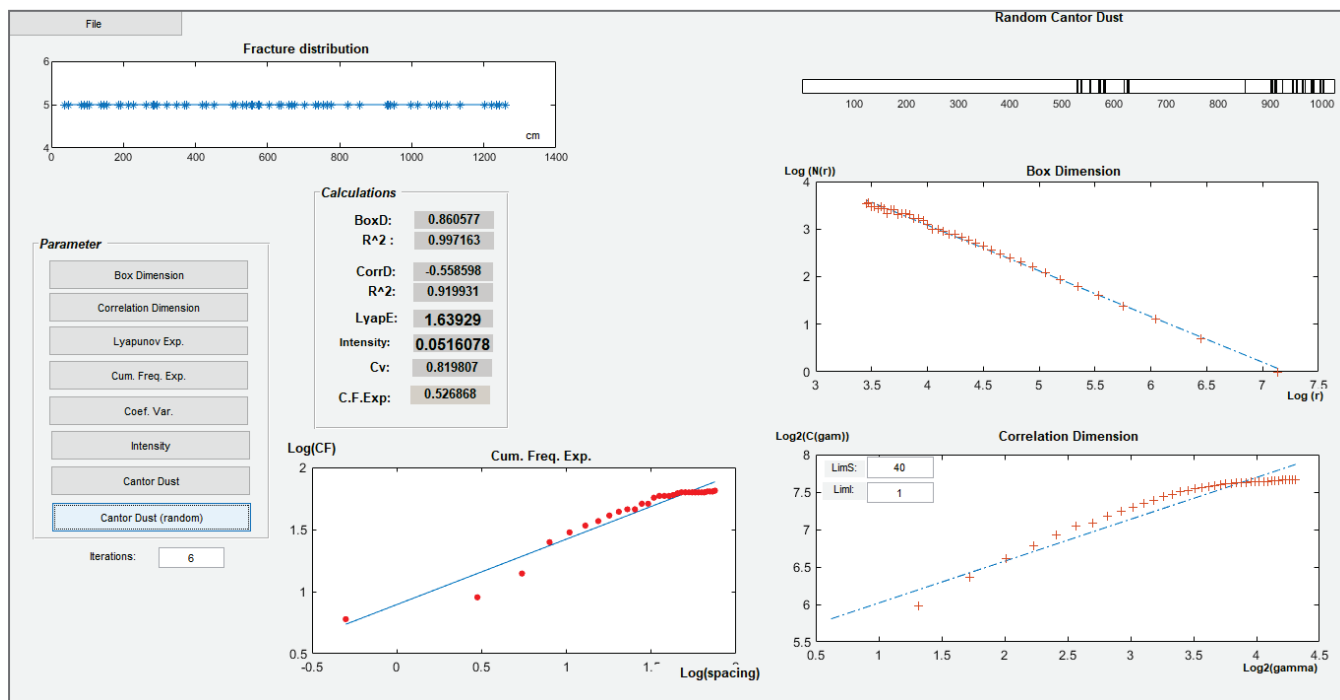 File
Fracture distribution
6
5
4
cm
0 200 400 600 800 1000 1200 1400
Random Cantor Dust
100 200 300 400 500 600 700 800 900 1000
Parameter
Box Dimension
Correlation Dimension
Lyapunov Exp.
Cum. Freq. Exp.
Coef. Var.
Intensity
Cantor Dust
Cantor Dust (random)
Iterations: 6
Calculations
BoxD: 0.860577
R^2 : 0.997163
CorrD: -0.558598
R^2: 0.919931
LyapE: 1.63929
Intensity: 0.0516078
Cv: 0.819807
C.F.Exp: 0.526868
Log (N(r))
Box Dimension
4
3
2
1
0
3 3.5 4 4.5 5 5.5 6 6.5 7 7.5
Log (r)
Log(CF)
Cum. Freq. Exp.
2
1.5
1
0.5
-0.5 0 0.5 1
Log(spacing)
Log2(C(gam))
Correlation Dimension
LimS: 40
LimI: 1
8
7.5
7
6.5
6
5.5
0.5 1 1.5 2 2.5 3 3.5 4 4.5
Log2(gamma)